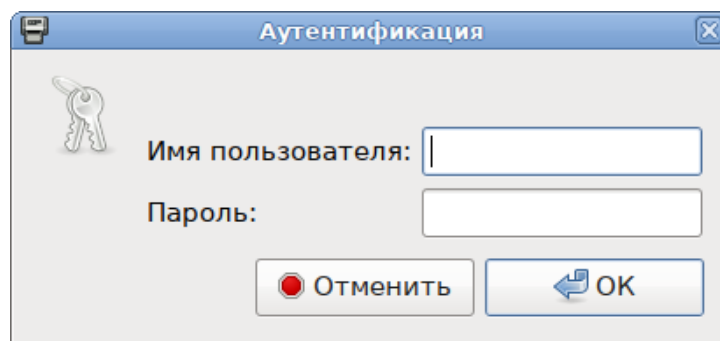 Аутентификация
Имя пользователя:
Пароль:
Отменить OK